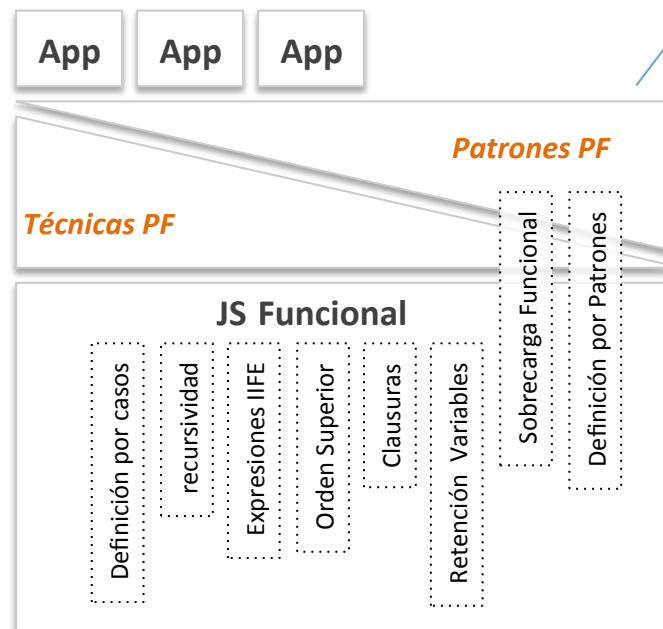 App
App
App
Patrones PF
Técnicas PF
JS Funcional
Definición por casos
recursividad
Expresiones IIFE
Orden Superior
Clausuras
Retención Variables
Sobrecarga Funcional
Definición por Patrones